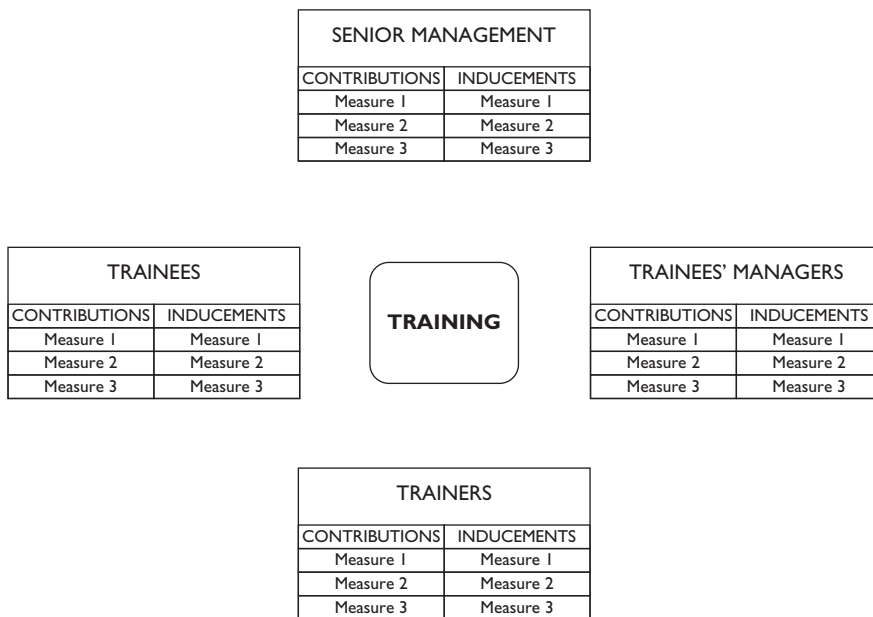 SENIOR MANAGEMENT
CONTRIBUTIONS INDUCEMENTS
Measure 1 Measure 1
Measure 2 Measure 2
Measure 3 Measure 3
TRAINEES
CONTRIBUTIONS INDUCEMENTS
Measure 1 Measure 1
Measure 2 Measure 2
Measure 3 Measure 3
TRAINING
TRAINEES’ MANAGERS
CONTRIBUTIONS INDUCEMENTS
Measure 1 Measure 1
Measure 2 Measure 2
Measure 3 Measure 3
TRAINERS
CONTRIBUTIONS INDUCEMENTS
Measure 1 Measure 1
Measure 2 Measure 2
Measure 3 Measure 3